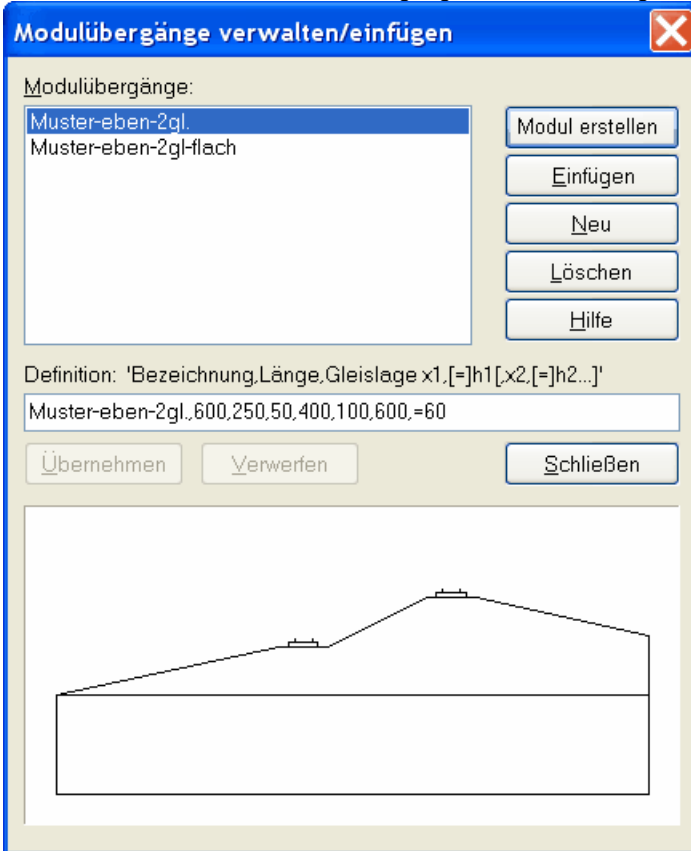 Modulübergänge verwalten/einfügen
Modulübergänge:
Muster-eben-2gl.
Muster-eben-2gl-flach
Modul erstellen
Einfügen
Neu
Löschen
Hilfe
Definition: 'Bezeichnung,Länge,Gleislage x1,[=]h1[,x2,[=]h2...]'
Muster-eben-2gl.,600,250,50,400,100,600,=60
Übernehmen
Verwerfen
Schließen